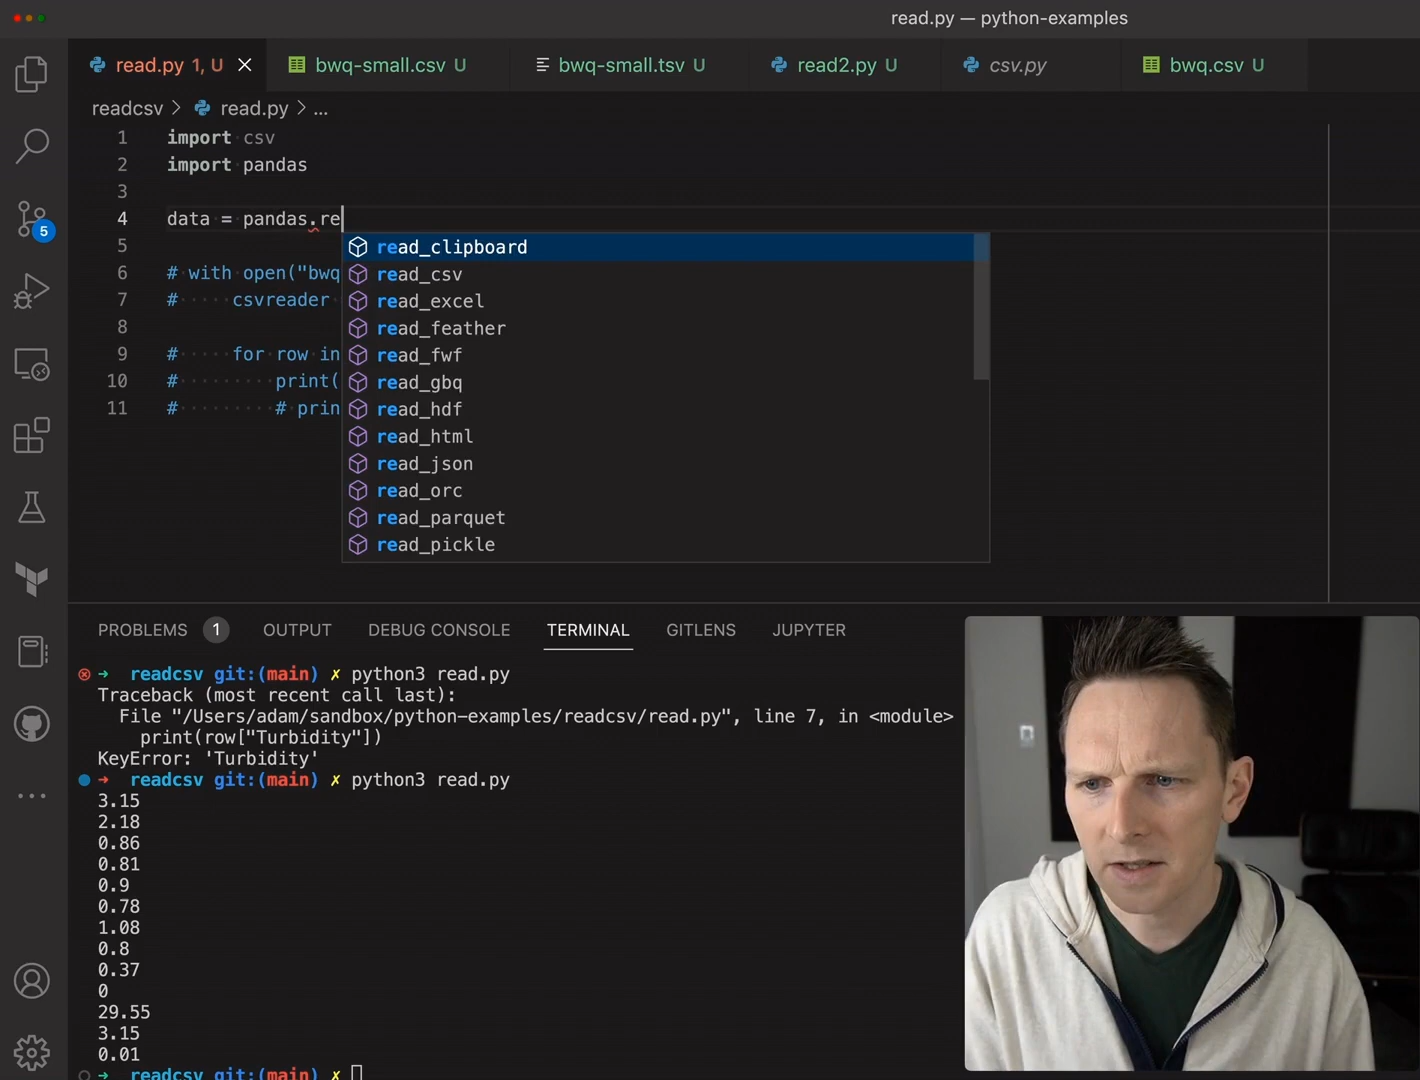 read.py — python-examples
read.py 1, U
bwq-small.csv U
bwq-small.tsv U
read2.py U
csv.py
bwq.csv U
readcsv > read.py > ...
1 import csv
2 import pandas
3
4 data = pandas.re
5
6 # with open("bwq
7 # csvreader
8
9 # for row in
10 # print(
11 # # prin
read_clipboard
read_csv
read_excel
read_feather
read_fwf
read_gbq
read_hdf
read_html
read_json
read_orc
read_parquet
read_pickle
5
PROBLEMS 1 OUTPUT DEBUG CONSOLE TERMINAL GITLENS JUPYTER
➜ readcsv git:(main) ✗ python3 read.py
Traceback (most recent call last):
File "/Users/adam/sandbox/python-examples/readcsv/read.py", line 7, in <module>
print(row["Turbidity"])
KeyError: 'Turbidity'
➜ readcsv git:(main) ✗ python3 read.py
3.15
2.18
0.86
0.81
0.9
0.78
1.08
0.8
0.37
0
29.55
3.15
0.01
➜ readcsv git:(main) ✗